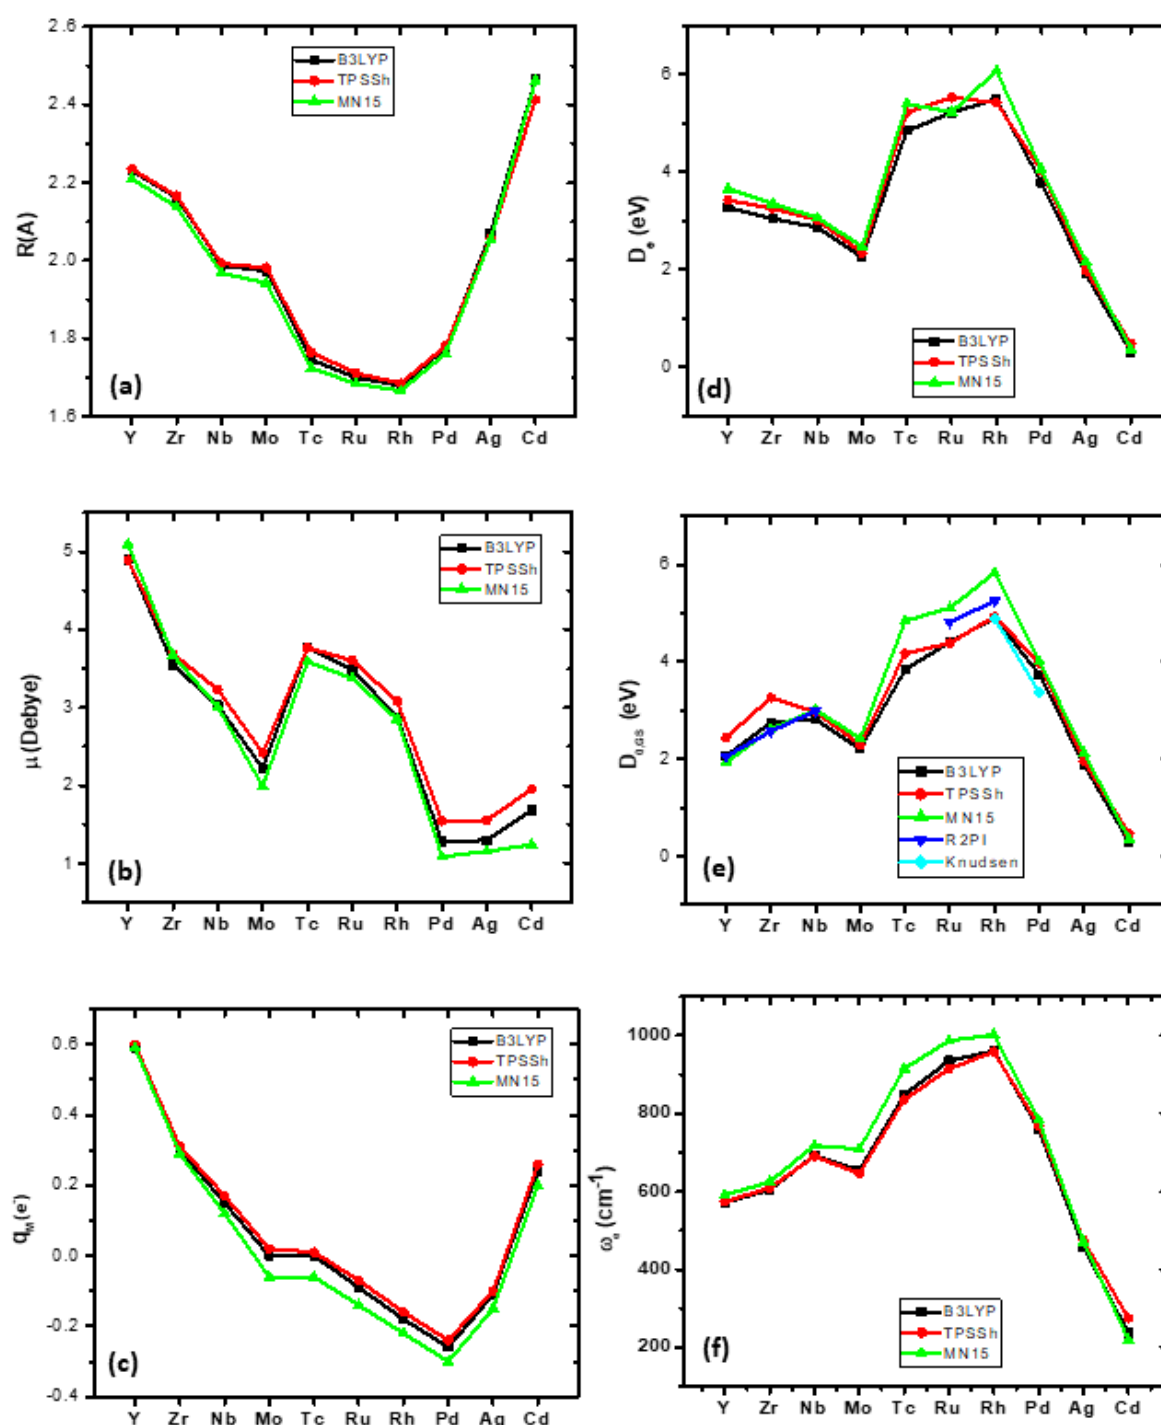 2.6
2.4
2.2
2.0
1.8
1.6
R(A)
B3LYP
TPSSh
MN15
(a)
Y Zr Nb Mo Tc Ru Rh Pd Ag Cd
6
4
2
0
D_e (eV)
B3LYP
TPSSh
MN15
(d)
Y Zr Nb Mo Tc Ru Rh Pd Ag Cd
5
4
3
2
1
μ (Debye)
B3LYP
TPSSh
MN15
(b)
Y Zr Nb Mo Tc Ru Rh Pd Ag Cd
6
4
2
0
D_0,GS (eV)
B3LYP
TPSSh
MN15
R2PI
Knudsen
(e)
Y Zr Nb Mo Tc Ru Rh Pd Ag Cd
0.6
0.4
0.2
0.0
-0.2
-0.4
q_M (e⁻)
B3LYP
TPSSh
MN15
(c)
Y Zr Nb Mo Tc Ru Rh Pd Ag Cd
1000
800
600
400
200
ω_e (cm⁻¹)
B3LYP
TPSSh
MN15
(f)
Y Zr Nb Mo Tc Ru Rh Pd Ag Cd